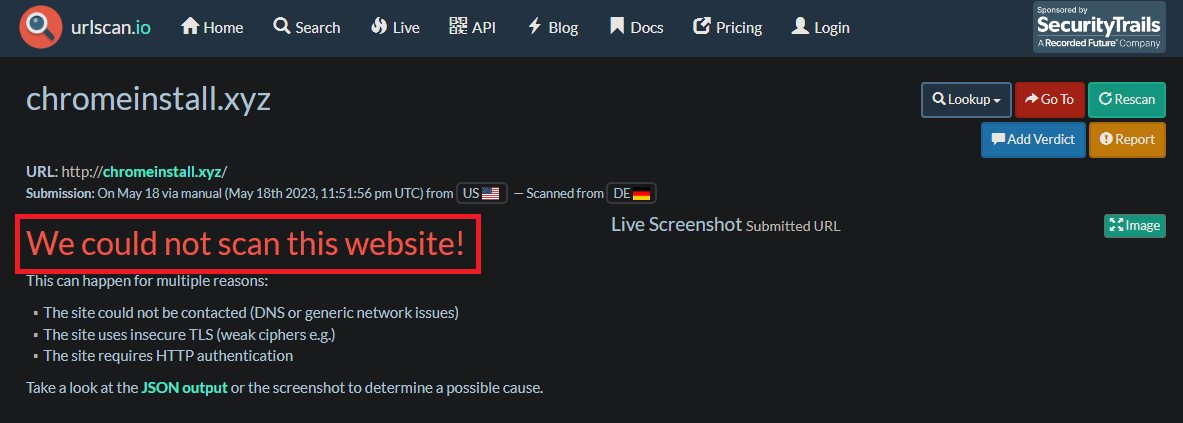 urlscan.io Home Search Live API Blog Docs Pricing Login
Sponsored by
SecurityTrails
A Recorded Future® Company
chromeinstall.xyz
Lookup Go To Rescan
Add Verdict Report
URL: http://chromeinstall.xyz/
Submission: On May 18 via manual (May 18th 2023, 11:51:56 pm UTC) from US — Scanned from DE
We could not scan this website!
Live Screenshot Submitted URL
Image
This can happen for multiple reasons:
▪ The site could not be contacted (DNS or generic network issues)
▪ The site uses insecure TLS (weak ciphers e.g.)
▪ The site requires HTTP authentication
Take a look at the JSON output or the screenshot to determine a possible cause.